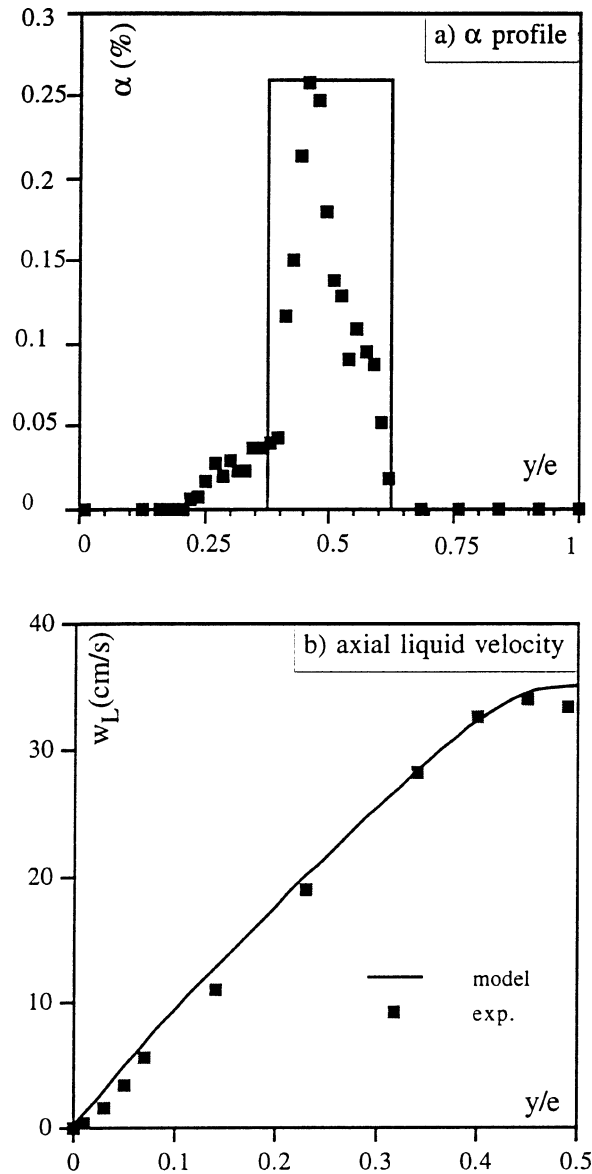 a) α profile
α (%)
0.3
0.25
0.2
0.15
0.1
0.05
0
y/e
0 0.25 0.5 0.75 1
b) axial liquid velocity
wL(cm/s)
40
30
20
10
0
model
exp.
y/e
0 0.1 0.2 0.3 0.4 0.5